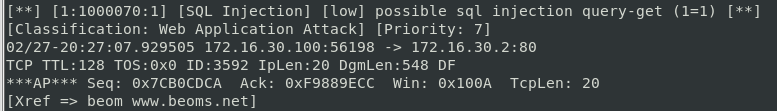 [**] [1:1000070:1] [SQL Injection] [low] possible sql injection query-get (1=1) [**]
[Classification: Web Application Attack] [Priority: 7]
02/27-20:27:07.929505 172.16.30.100:56198 -> 172.16.30.2:80
TCP TTL:128 TOS:0x0 ID:3592 IpLen:20 DgmLen:548 DF
***AP*** Seq: 0x7CB0CDCA  Ack: 0xF9889ECC  Win: 0x100A  TcpLen: 20
[Xref => beom www.beoms.net]